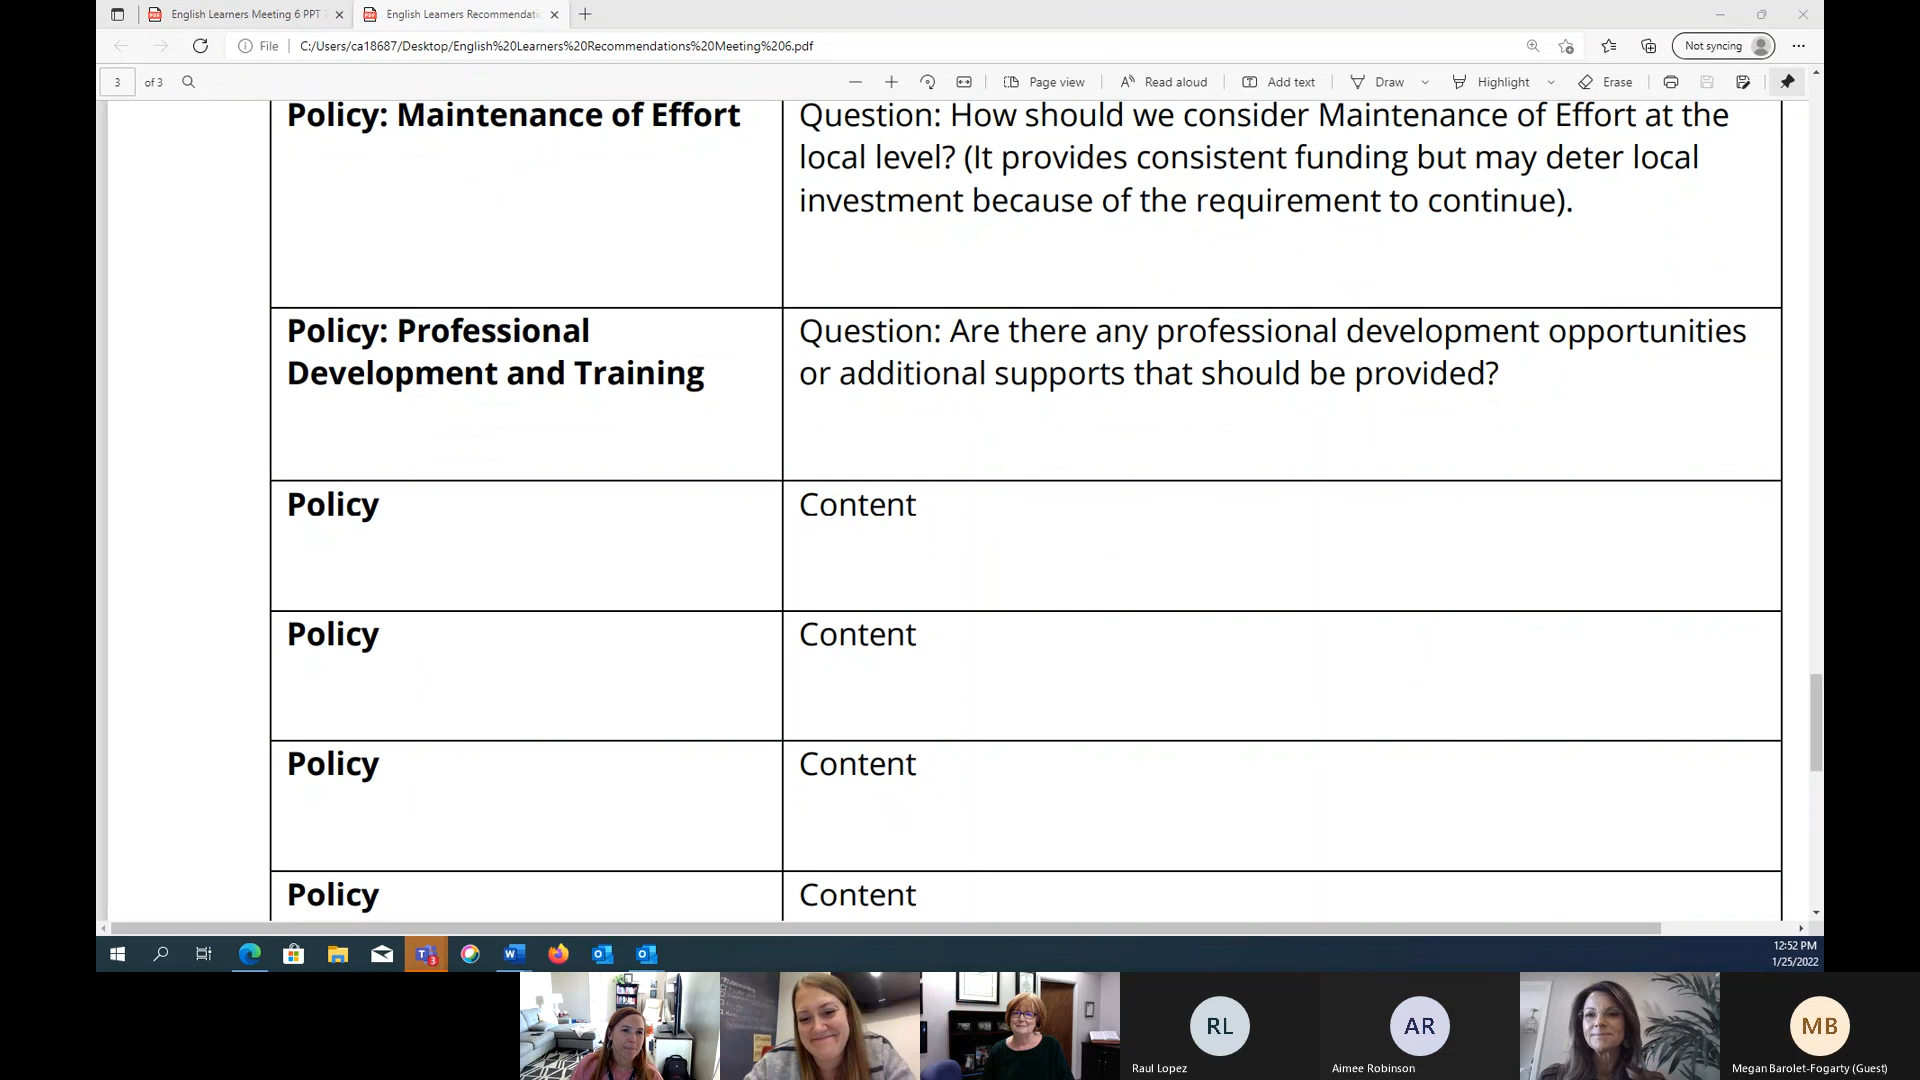 English Learners Meeting 6 PPT
English Learners Recommendati
File
C:/Users/ca18687/Desktop/English%20Learners%20Recommendations%20Meeting%206.pdf
Not syncing
3 of 3
Page view
Read aloud
Add text
Draw
Highlight
Erase
Policy: Maintenance of Effort
Question: How should we consider Maintenance of Effort at the
local level? (It provides consistent funding but may deter local
investment because of the requirement to continue).
Policy: Professional
Development and Training
Question: Are there any professional development opportunities
or additional supports that should be provided?
Policy
Content
Policy
Content
Policy
Content
Policy
Content
12:52 PM
1/25/2022
RL
Raul Lopez
AR
Aimee Robinson
MB
Megan Barolet-Fogarty (Guest)